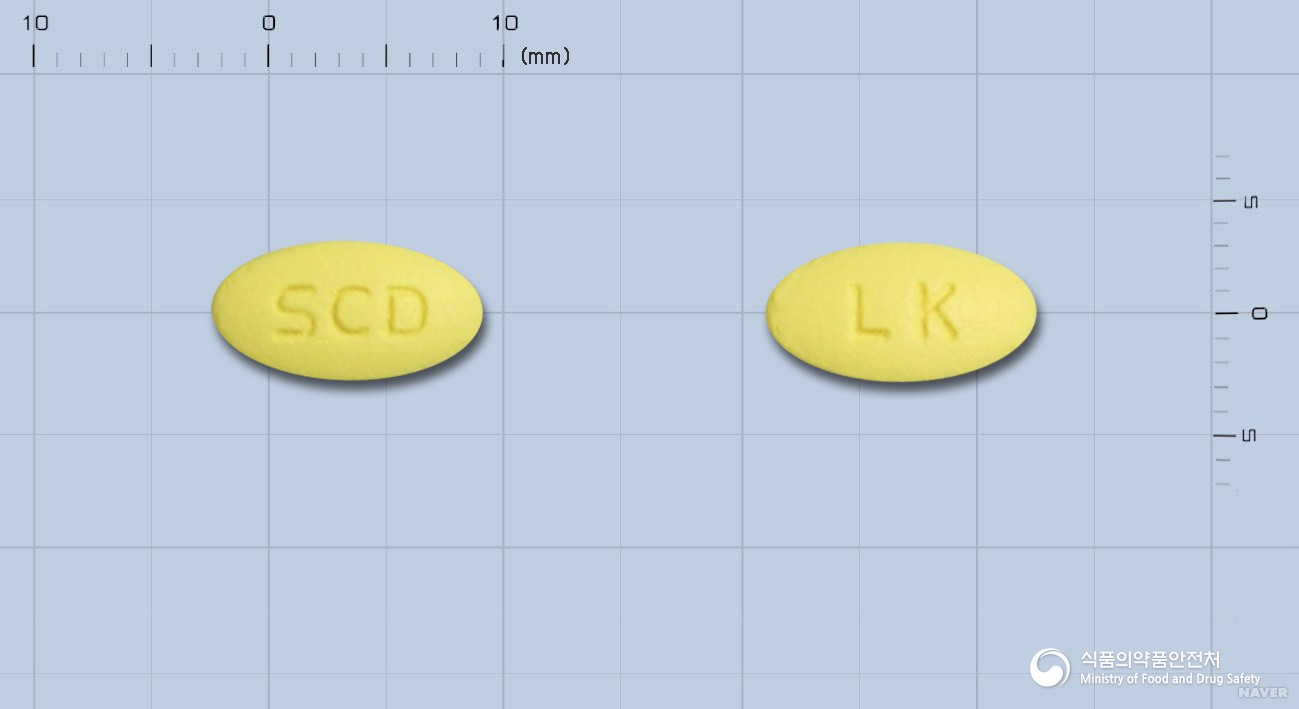 10 0 10
(mm)
SCD
LK
5
0
5
식품의약품안전처
Ministry of Food and Drug Safety
NAVER